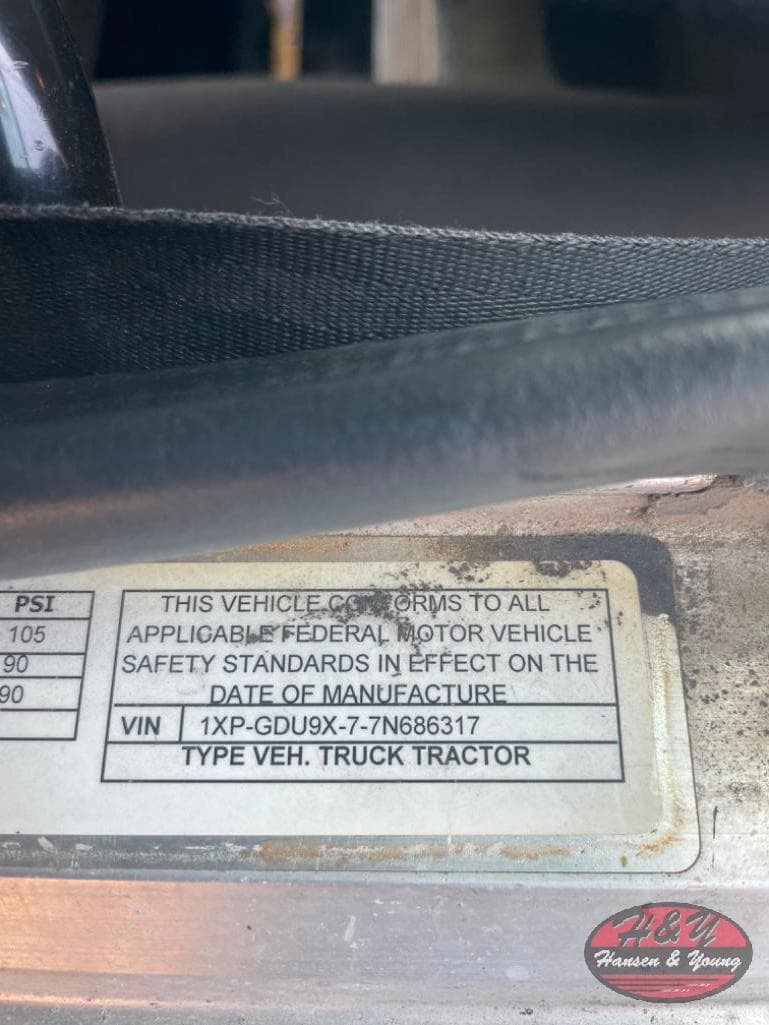 PSI
105
90
90
THIS VEHICLE CONFORMS TO ALL
APPLICABLE FEDERAL MOTOR VEHICLE
SAFETY STANDARDS IN EFFECT ON THE
DATE OF MANUFACTURE
VIN 1XP-GDU9X-7-7N686317
TYPE VEH. TRUCK TRACTOR
H&Y
Hansen & Young